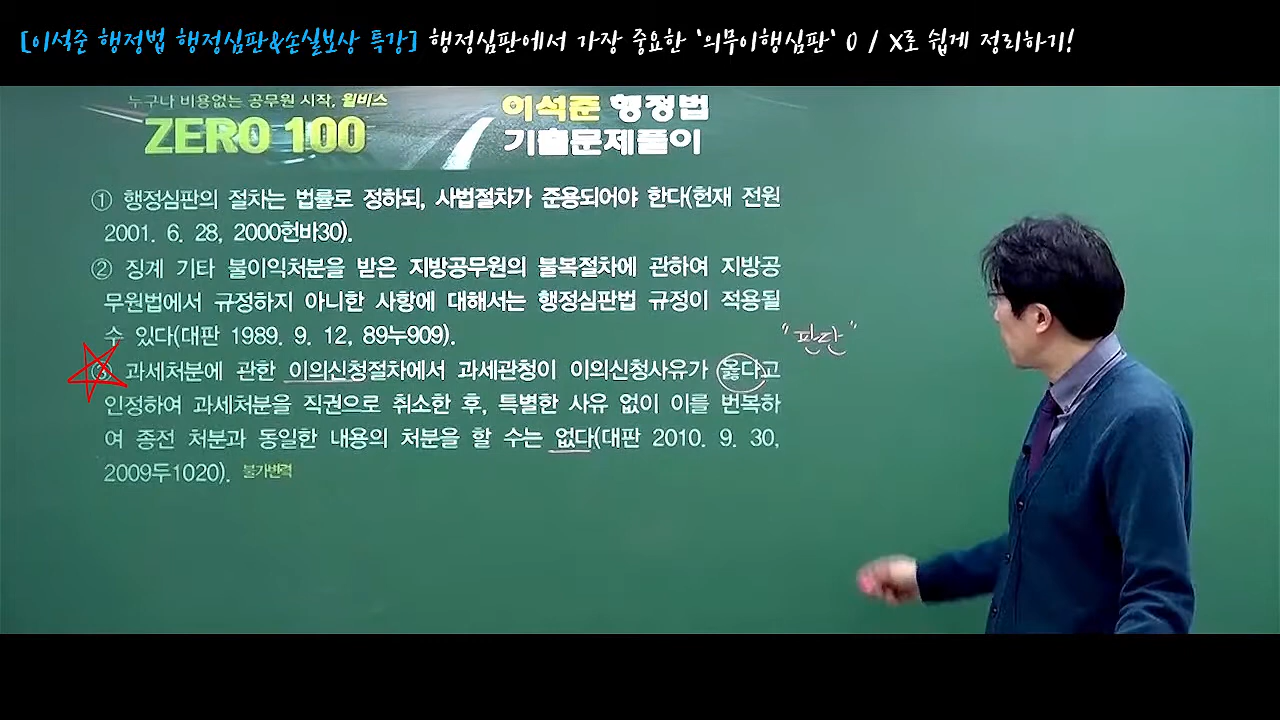 [이석준 행정법 행정심판&손실보상 특강] 행정심판에서 가장 중요한 '의무이행심판' O / X로 쉽게 정리하기!
누구나 비용없는 공무원 시작, 윌비스
ZERO 100
이석준 행정법
기출문제풀이
① 행정심판의 절차는 법률로 정하되, 사법절차가 준용되어야 한다(헌재 전원
2001. 6. 28, 2000헌바30).
② 징계 기타 불이익처분을 받은 지방공무원의 불복절차에 관하여 지방공
무원법에서 규정하지 아니한 사항에 대해서는 행정심판법 규정이 적용될
수 있다(대판 1989. 9. 12, 89누909).
"판단"
③ 과세처분에 관한 이의신청절차에서 과세관청이 이의신청사유가 옳다고
인정하여 과세처분을 직권으로 취소한 후, 특별한 사유 없이 이를 번복하
여 종전 처분과 동일한 내용의 처분을 할 수는 없다(대판 2010. 9. 30,
2009두1020). 불가변력